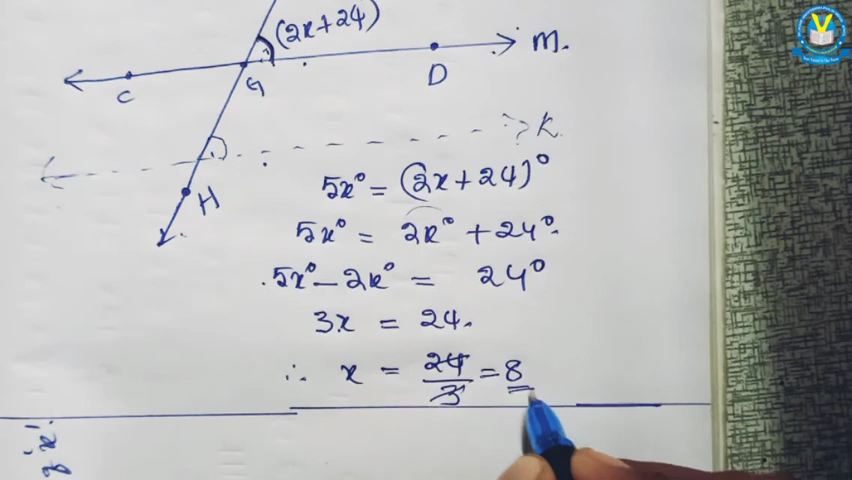 (2x+24)
m.
C
G
D
K.
H
5x° = (2x+24)°
5x° = 2x° + 24°.
5x° - 2x° = 24°
3x = 24.
∴ x = 24/3 = 8